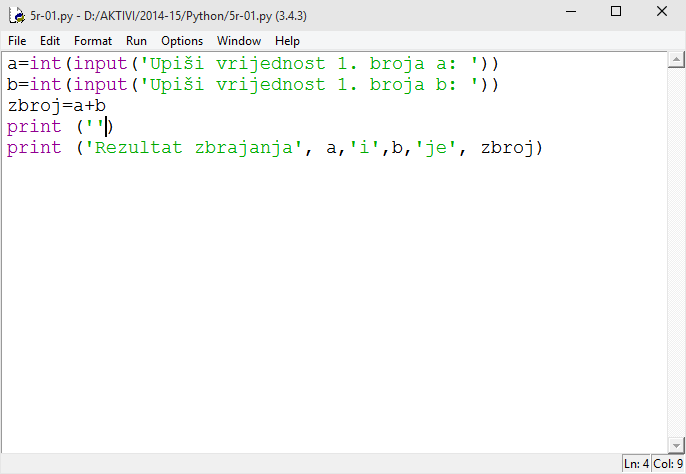 5r-01.py - D:/AKTIVI/2014-15/Python/5r-01.py (3.4.3)
File Edit Format Run Options Window Help
a=int(input('Upiši vrijednost 1. broja a: '))
b=int(input('Upiši vrijednost 1. broja b: '))
zbroj=a+b
print ('')
print ('Rezultat zbrajanja', a,'i',b,'je', zbroj)
Ln: 4 Col: 9